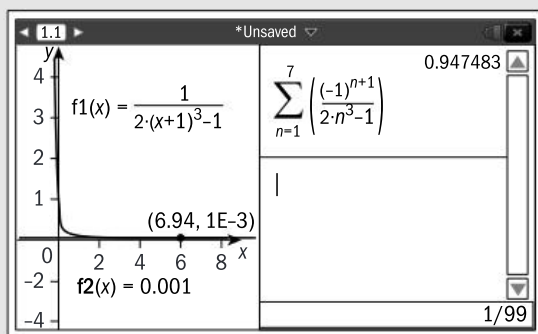 1.1 *Unsaved
y
4
3
2
1
0
-2
-4
2 4 6 8 x
f1(x) = 1/(2·(x+1)^3–1)
(6.94, 1E–3)
f2(x) = 0.001
0.947483
7
∑ ((-1)^(n+1)/(2·n^3–1))
n=1
1/99